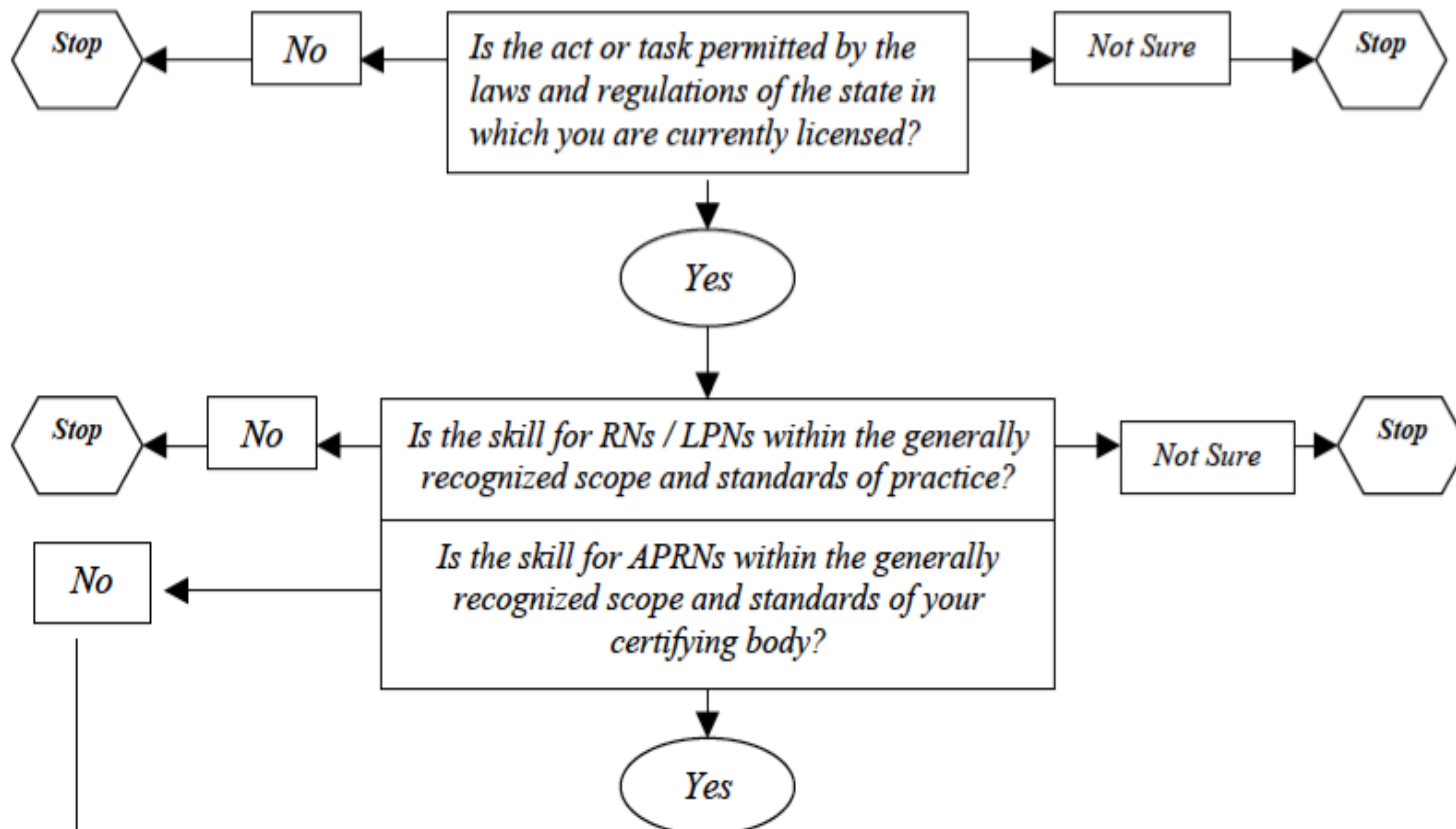 Stop
No
Is the act or task permitted by the
laws and regulations of the state in
which you are currently licensed?
Not Sure
Stop
Yes
Stop
No
Is the skill for RNs / LPNs within the generally
recognized scope and standards of practice?
Not Sure
Stop
No
Is the skill for APRNs within the generally
recognized scope and standards of your
certifying body?
Yes